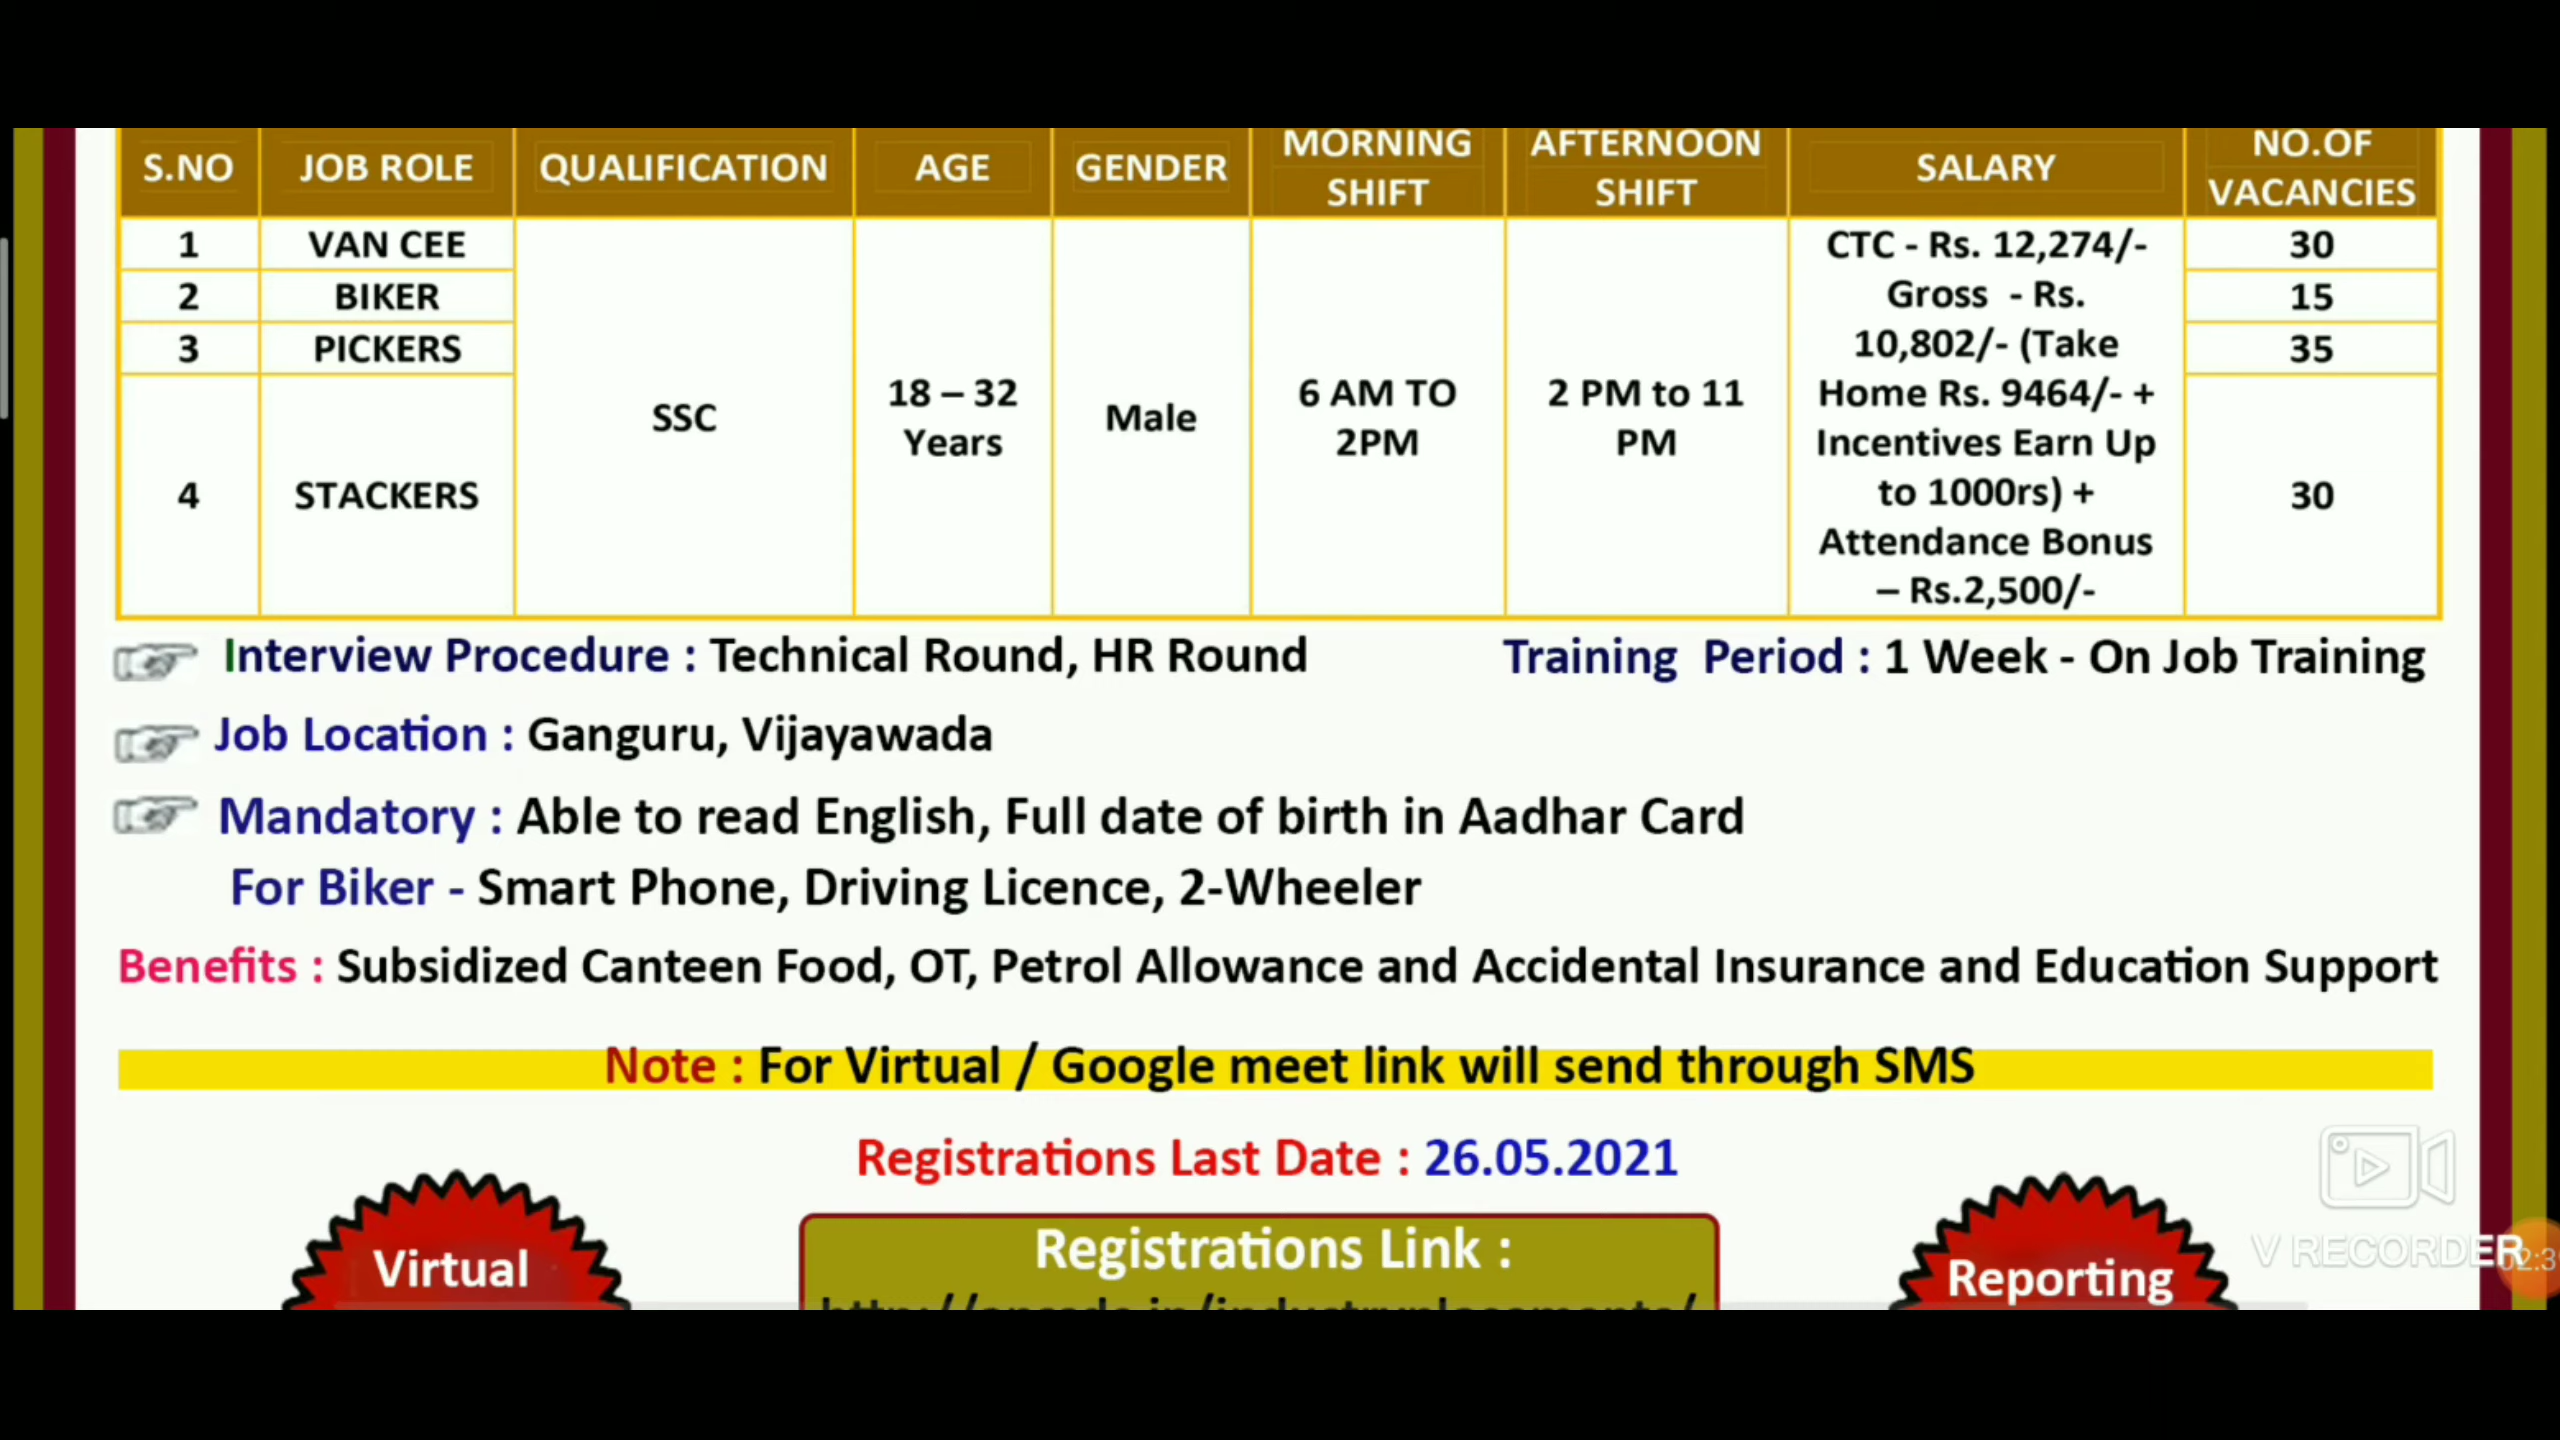 S.NO JOB ROLE QUALIFICATION AGE GENDER MORNING SHIFT AFTERNOON SHIFT SALARY NO.OF VACANCIES
1 VAN CEE 30
2 BIKER 15
3 PICKERS 35
4 STACKERS 30
SSC
18 – 32
Years
Male
6 AM TO
2PM
2 PM to 11
PM
CTC - Rs. 12,274/-
Gross - Rs.
10,802/- (Take
Home Rs. 9464/- +
Incentives Earn Up
to 1000rs) +
Attendance Bonus
– Rs.2,500/-
Interview Procedure : Technical Round, HR Round Training Period : 1 Week - On Job Training
Job Location : Ganguru, Vijayawada
Mandatory : Able to read English, Full date of birth in Aadhar Card
For Biker - Smart Phone, Driving Licence, 2-Wheeler
Benefits : Subsidized Canteen Food, OT, Petrol Allowance and Accidental Insurance and Education Support
Note : For Virtual / Google meet link will send through SMS
Registrations Last Date : 26.05.2021
Virtual
Registrations Link :
Reporting
V RECORDER